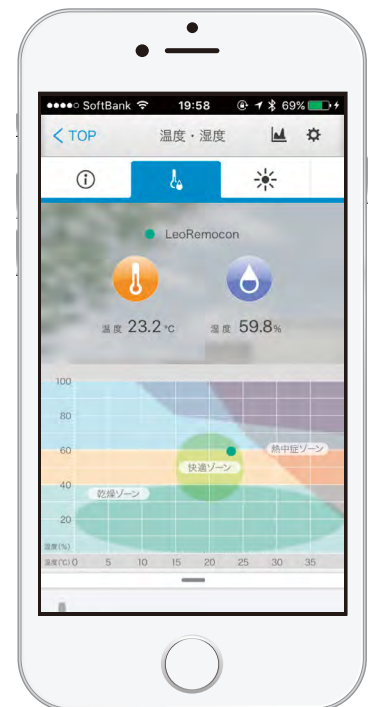 SoftBank 19:58 69%
TOP 温度・湿度
LeoRemocon
温度 23.2 °C 湿度 59.8%
100
80
60
40
20
熱中症ゾーン
快適ゾーン
乾燥ゾーン
湿度(%)
温度(℃) 0 5 10 15 20 25 30 35